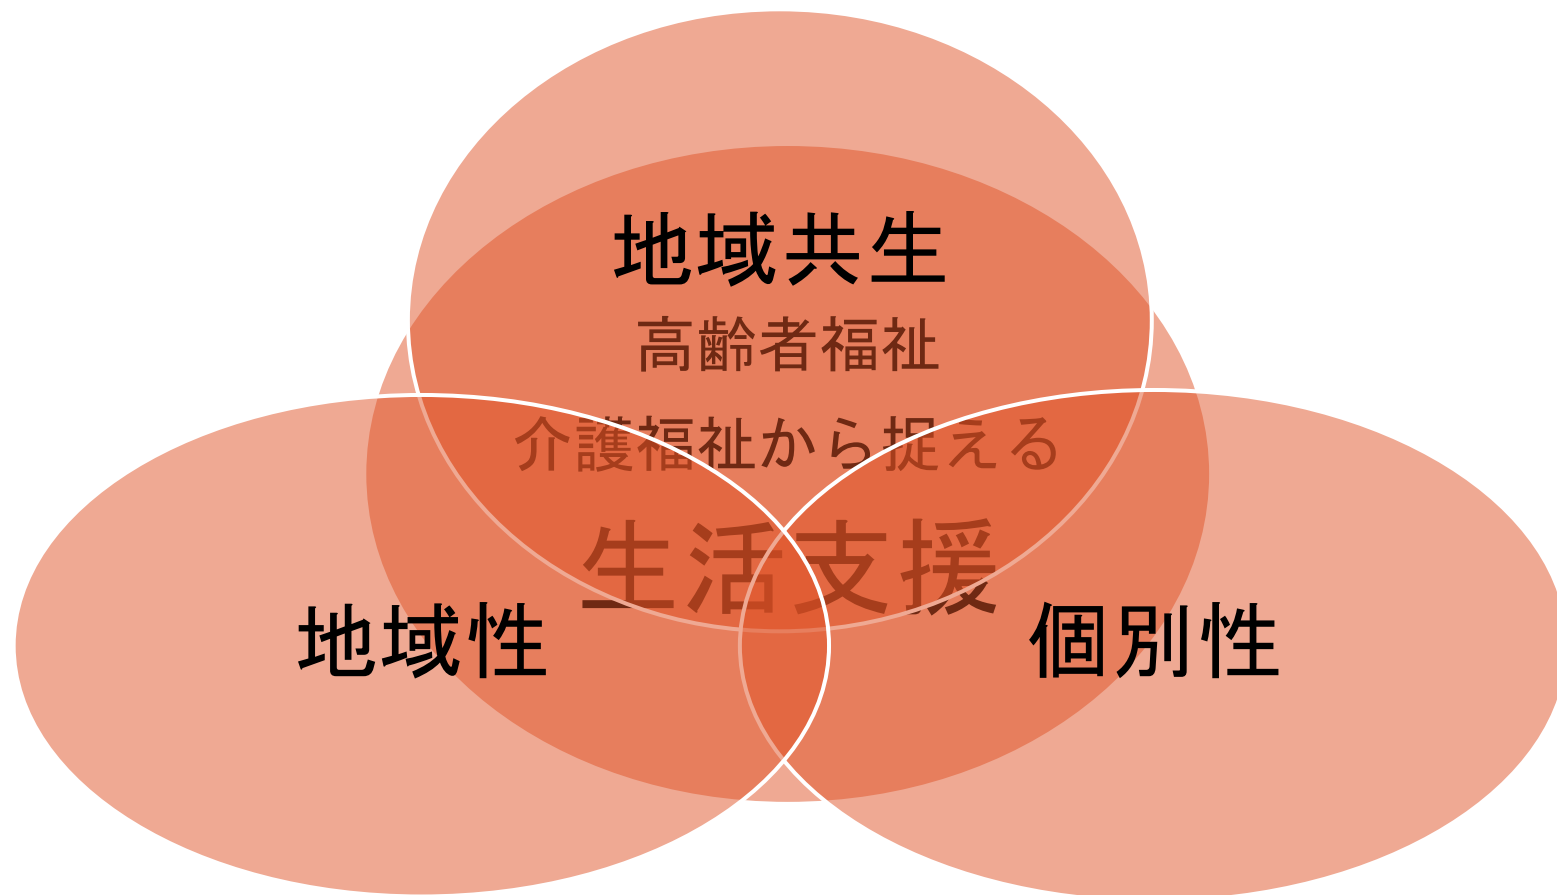 地域共生
高齢者福祉
介護福祉から捉える
生活支援
地域性
個別性